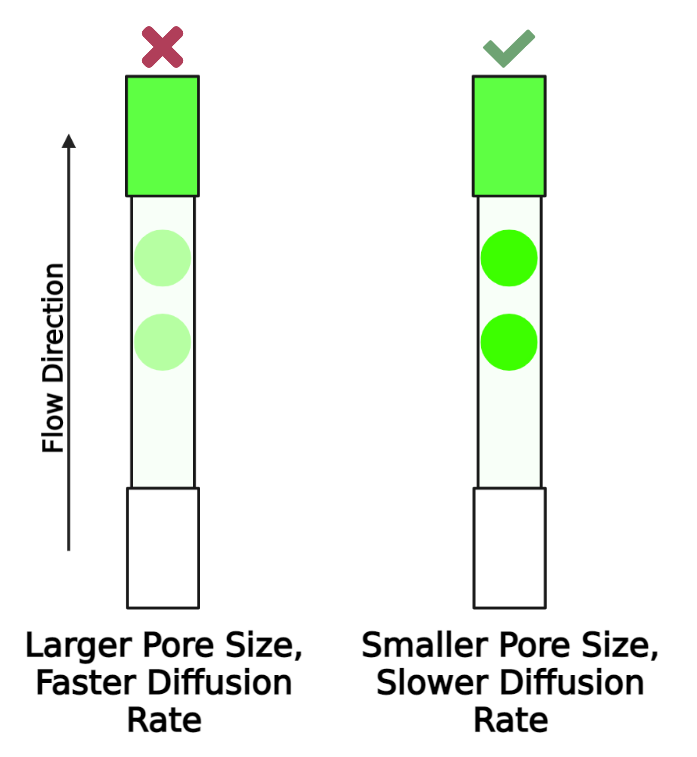 Flow Direction
Larger Pore Size,
Faster Diffusion
Rate
Smaller Pore Size,
Slower Diffusion
Rate